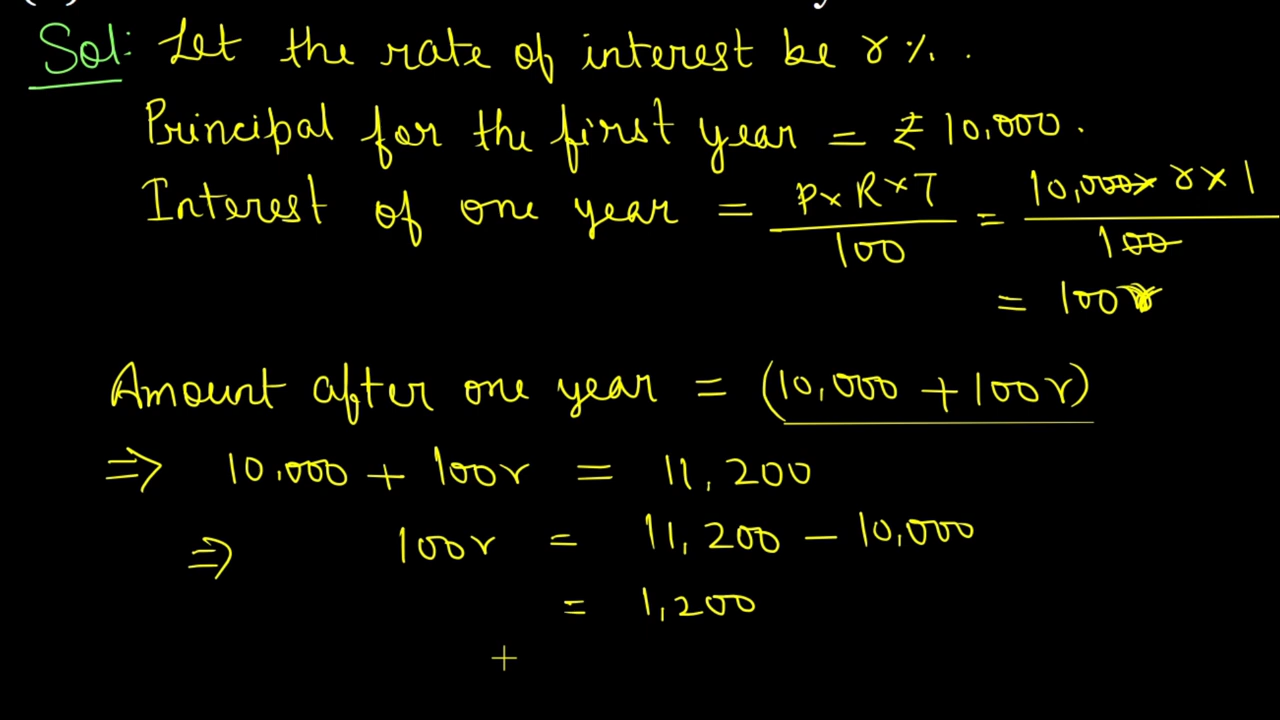 Sol: Let the rate of interest be r %.
Principal for the first year = ₹ 10,000.
Interest of one year = P × R × T / 100 = 10,000 × r × 1 / 100
= 100r
Amount after one year = (10,000 + 100r)
⇒ 10,000 + 100r = 11,200
⇒ 100r = 11,200 − 10,000
= 1,200